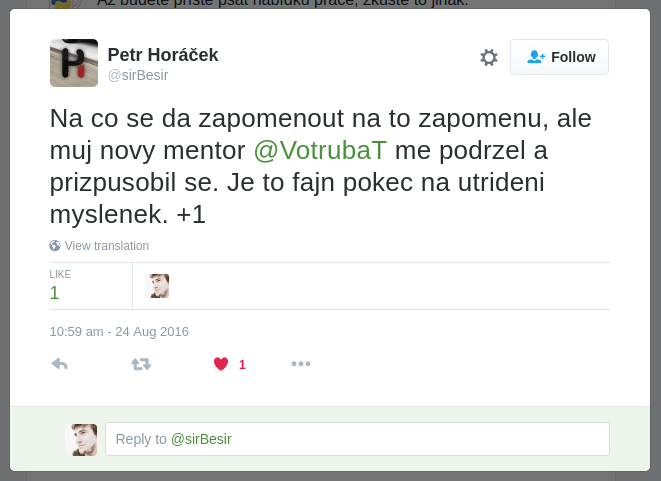 Až budete příště psát nabídku práce, zkuste to jinak.
Petr Horáček
@sirBesir
Follow
Na co se da zapomenout na to zapomenu, ale
muj novy mentor @VotrubaT me podrzel a
prizpusobil se. Je to fajn pokec na utrideni
myslenek. +1
View translation
LIKE
1
10:59 am - 24 Aug 2016
1
Reply to @sirBesir